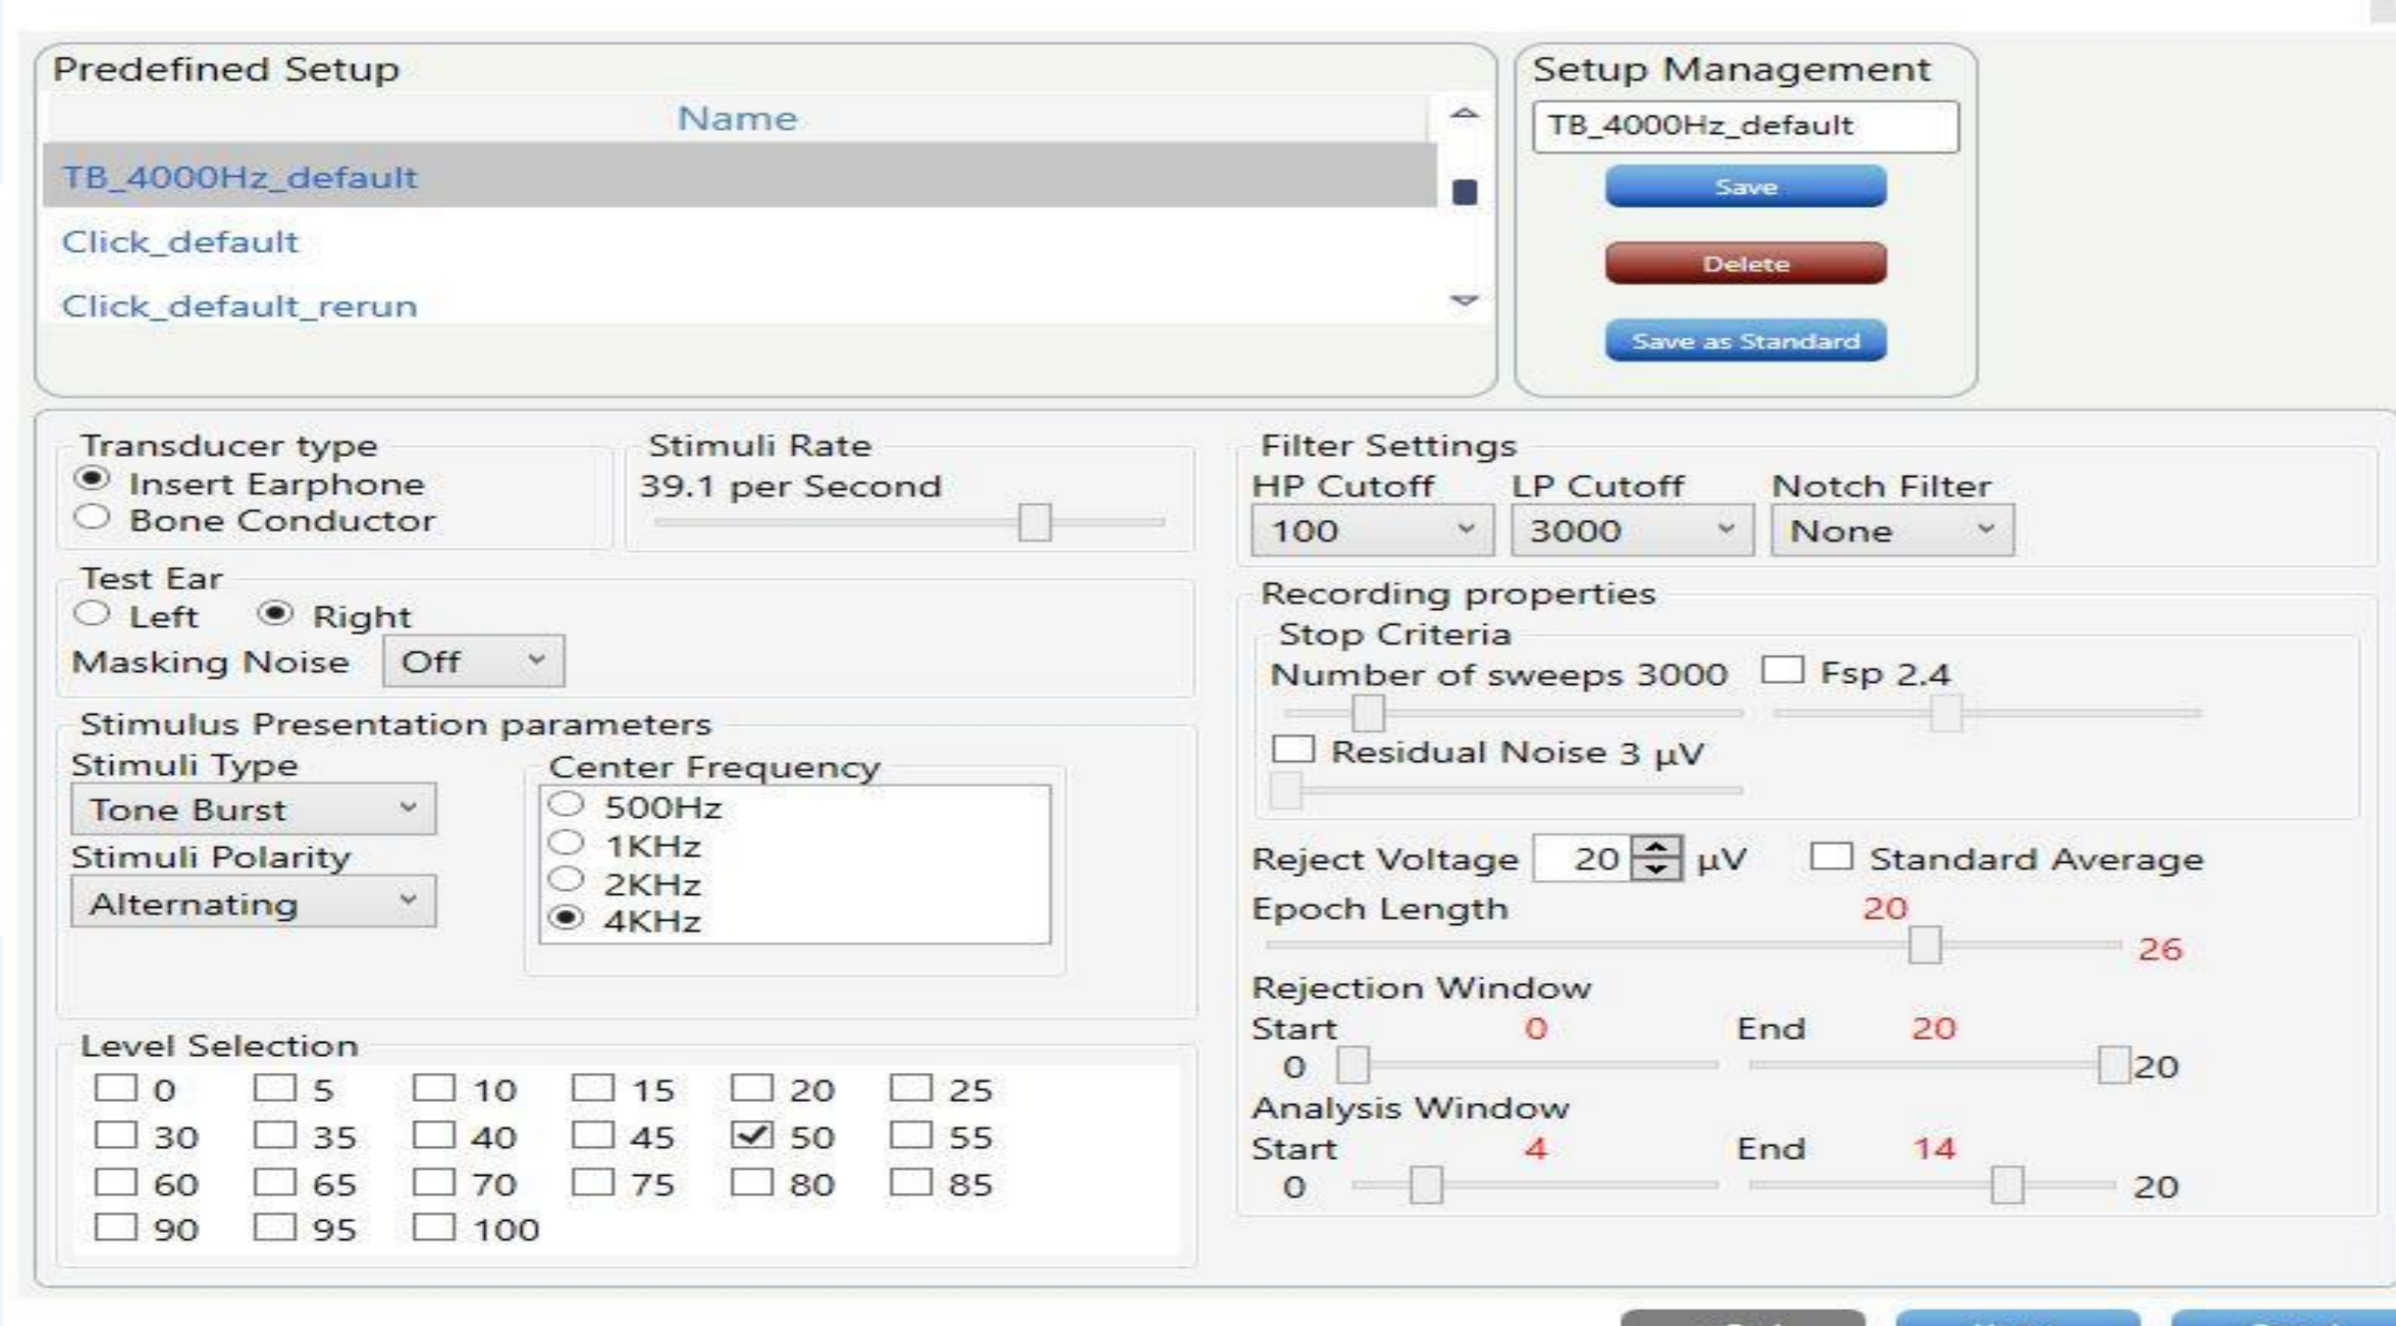 Predefined Setup
Name
TB_4000Hz_default
Click_default
Click_default_rerun
Setup Management
TB_4000Hz_default
Save
Delete
Save as Standard
Transducer type
Insert Earphone
Bone Conductor
Stimuli Rate
39.1 per Second
Test Ear
Left Right
Masking Noise Off
Stimulus Presentation parameters
Stimuli Type
Tone Burst
Stimuli Polarity
Alternating
Center Frequency
500Hz
1KHz
2KHz
4KHz
Level Selection
0 5 10 15 20 25
30 35 40 45 50 55
60 65 70 75 80 85
90 95 100
Filter Settings
HP Cutoff LP Cutoff Notch Filter
100 3000 None
Recording properties
Stop Criteria
Number of sweeps 3000 Fsp 2.4
Residual Noise 3 µV
Reject Voltage 20 µV Standard Average
Epoch Length 20
26
Rejection Window
Start 0 End 20
0 20
Analysis Window
Start 4 End 14
0 20